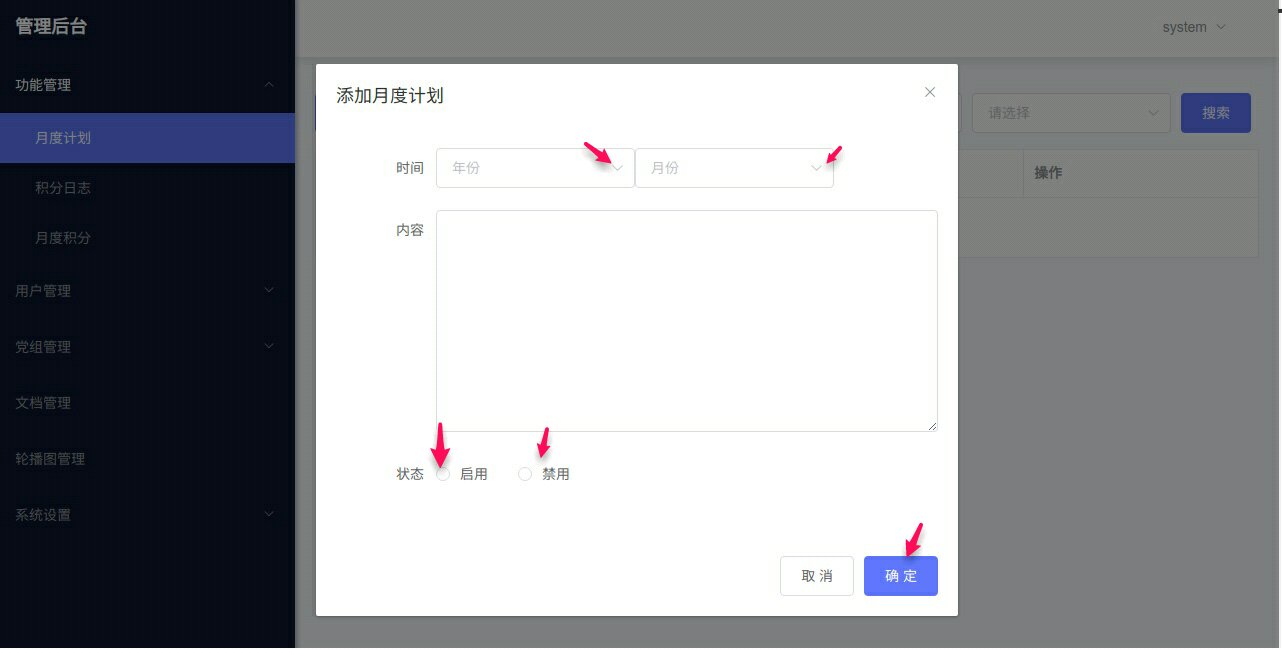 管理后台
system
功能管理
月度计划
积分日志
月度积分
用户管理
党组管理
文档管理
轮播图管理
系统设置
请选择
搜索
操作
添加月度计划
时间
年份
月份
内容
状态
启用
禁用
取 消
确 定